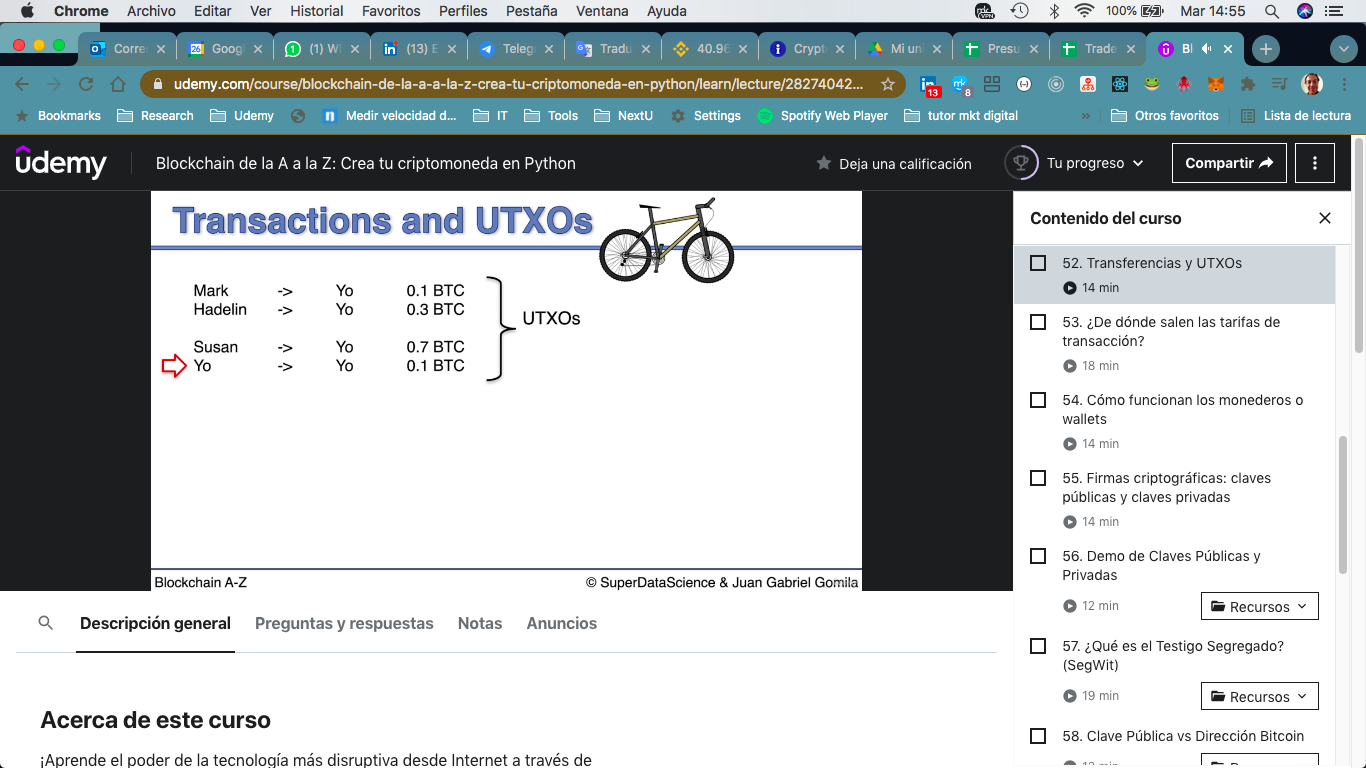 Chrome Archivo Editar Ver Historial Favoritos Perfiles Pestaña Ventana Ayuda 100% Mar 14:55
Corre Goog (1) W (13) E Teleg Tradu 40.96 Crypt Mi uni Presu Trade Bl
udemy.com/course/blockchain-de-la-a-a-la-z-crea-tu-criptomoneda-en-python/learn/lecture/28274042... 13 8
Bookmarks Research Udemy Medir velocidad d... IT Tools NextU Settings Spotify Web Player tutor mkt digital » Otros favoritos Lista de lectura
udemy Blockchain de la A a la Z: Crea tu criptomoneda en Python Deja una calificación Tu progreso Compartir
Transactions and UTXOs
Mark -> Yo 0.1 BTC
Hadelin -> Yo 0.3 BTC
UTXOs
Susan -> Yo 0.7 BTC
Yo -> Yo 0.1 BTC
Blockchain A-Z © SuperDataScience & Juan Gabriel Gomila
Contenido del curso
52. Transferencias y UTXOs
14 min
53. ¿De dónde salen las tarifas de
transacción?
18 min
54. Cómo funcionan los monederos o
wallets
14 min
55. Firmas criptográficas: claves
públicas y claves privadas
14 min
56. Demo de Claves Públicas y
Privadas
12 min Recursos
57. ¿Qué es el Testigo Segregado?
(SegWit)
19 min Recursos
58. Clave Pública vs Dirección Bitcoin
Descripción general Preguntas y respuestas Notas Anuncios
Acerca de este curso
¡Aprende el poder de la tecnología más disruptiva desde Internet a través de